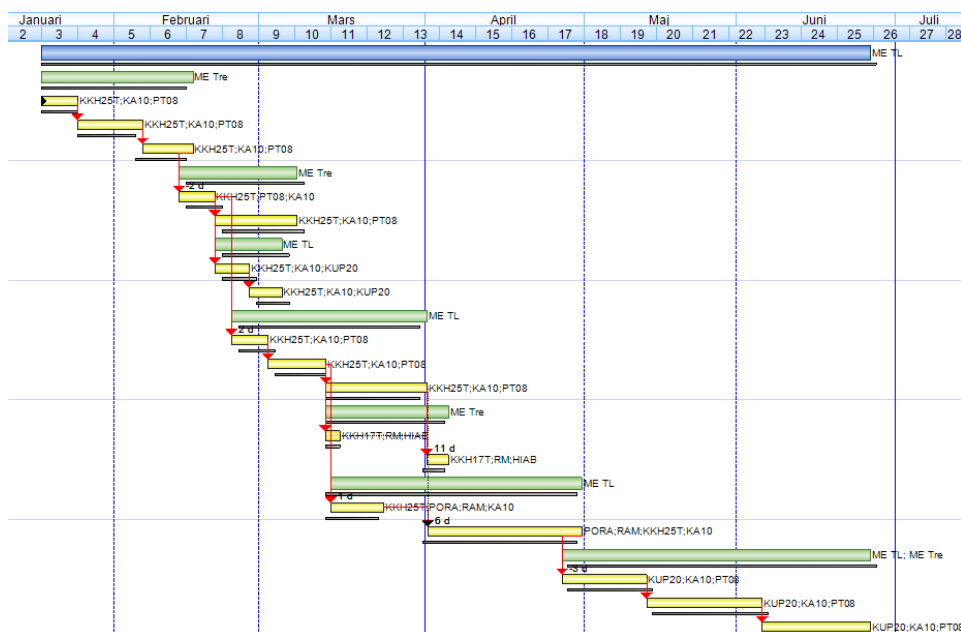 Januari Februari Mars April Maj Juni Juli
2 3 4 5 6 7 8 9 10 11 12 13 14 15 16 17 18 19 20 21 22 23 24 25 26 27 28
ME TL
ME Tre
KKH25T;KA10;PT08
KKH25T;KA10;PT08
KKH25T;KA10;PT08
ME Tre
-2 d
KKH25T;PT08;KA10
KKH25T;KA10;PT08
ME TL
KKH25T;KA10;KUP20
KKH25T;KA10;KUP20
ME TL
2 d
KKH25T;KA10;PT08
KKH25T;KA10;PT08
KKH25T;KA10;PT08
ME Tre
KKH17T;RM;HIAB
11 d
KKH17T;RM;HIAB
ME TL
1 d
KKH25T;PORA;RAM;KA10
6 d
PORA;RAM;KKH25T;KA10
ME TL; ME Tre
-3 d
KUP20;KA10;PT08
KUP20;KA10;PT08
KUP20;KA10;PT08